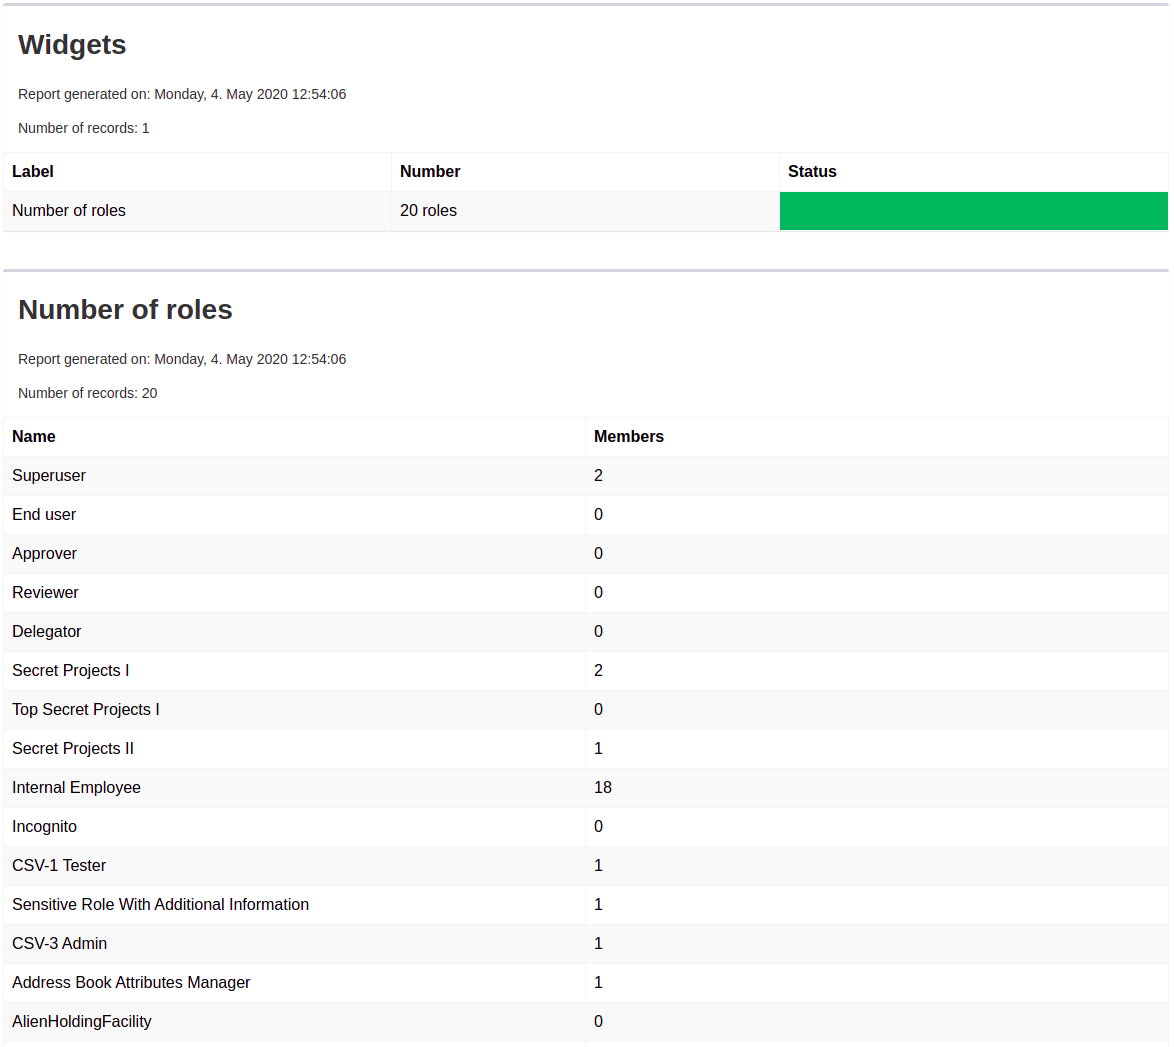 Widgets
Report generated on: Monday, 4. May 2020 12:54:06
Number of records: 1
Label Number Status
Number of roles 20 roles
Number of roles
Report generated on: Monday, 4. May 2020 12:54:06
Number of records: 20
Name Members
Superuser 2
End user 0
Approver 0
Reviewer 0
Delegator 0
Secret Projects I 2
Top Secret Projects I 0
Secret Projects II 1
Internal Employee 18
Incognito 0
CSV-1 Tester 1
Sensitive Role With Additional Information 1
CSV-3 Admin 1
Address Book Attributes Manager 1
AlienHoldingFacility 0